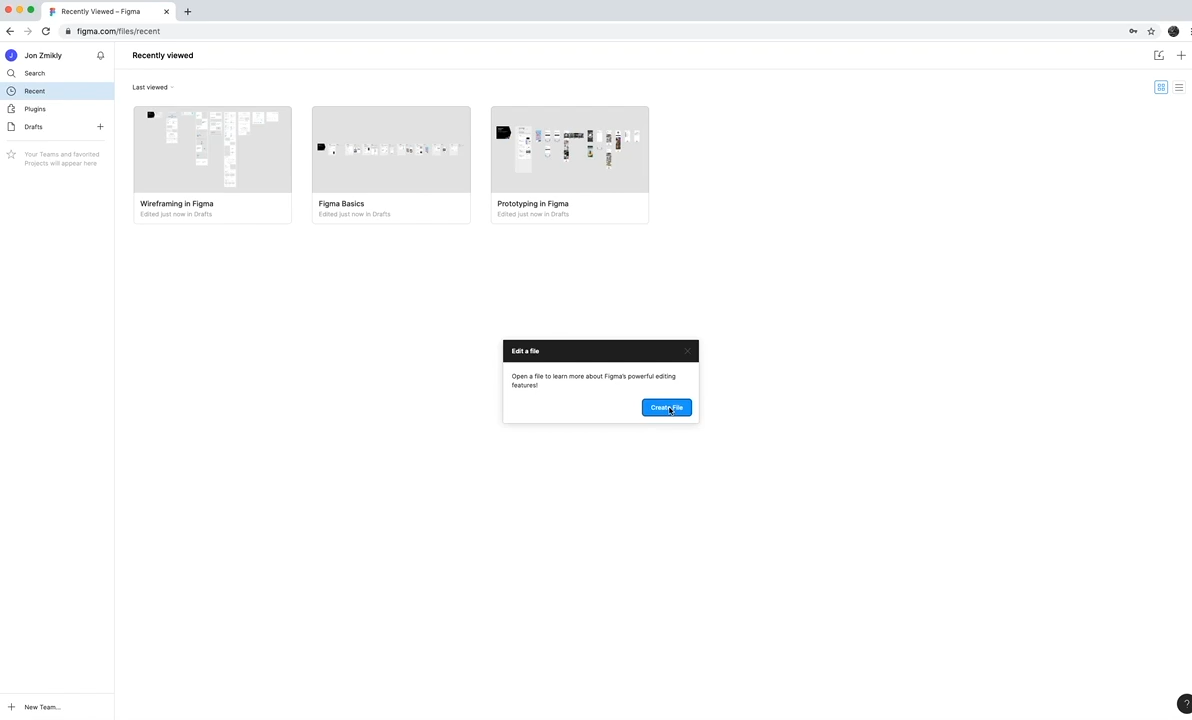 Recently Viewed – Figma
figma.com/files/recent
J
Jon Zmikly
Search
Recent
Plugins
Drafts
Your Teams and favorited
Projects will appear here
New Team...
Recently viewed
Last viewed
Wireframing in Figma
Edited just now in Drafts
Figma Basics
Edited just now in Drafts
Prototyping in Figma
Edited just now in Drafts
Edit a file
Open a file to learn more about Figma's powerful editing
features!
Create File
?